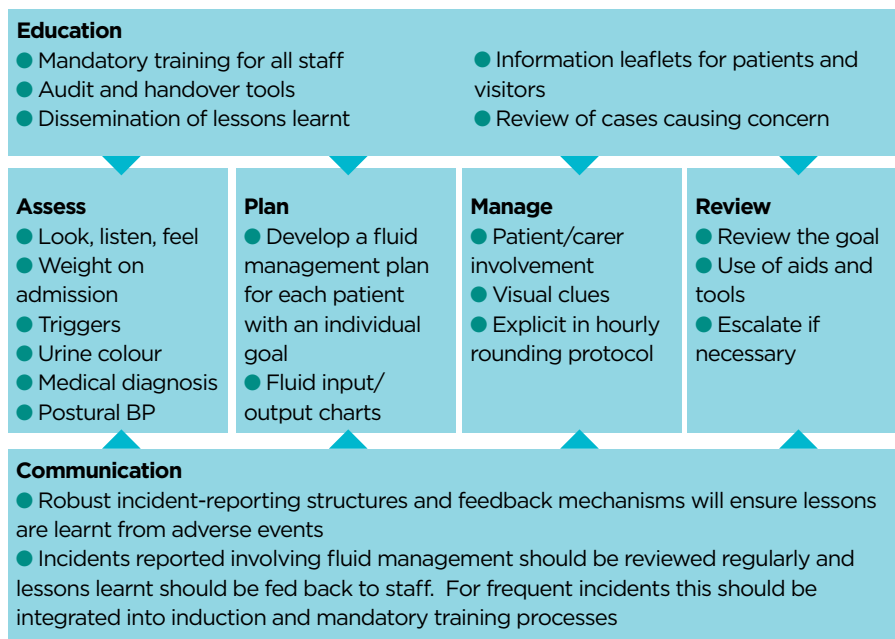 Education
● Mandatory training for all staff
● Audit and handover tools
● Dissemination of lessons learnt
● Information leaflets for patients and
visitors
● Review of cases causing concern
Assess
● Look, listen, feel
● Weight on
admission
● Triggers
● Urine colour
● Medical diagnosis
● Postural BP
Plan
● Develop a fluid
management plan
for each patient
with an individual
goal
● Fluid input/
output charts
Manage
● Patient/carer
involvement
● Visual clues
● Explicit in hourly
rounding protocol
Review
● Review the goal
● Use of aids and
tools
● Escalate if
necessary
Communication
● Robust incident-reporting structures and feedback mechanisms will ensure lessons
are learnt from adverse events
● Incidents reported involving fluid management should be reviewed regularly and
lessons learnt should be fed back to staff.  For frequent incidents this should be
integrated into induction and mandatory training processes